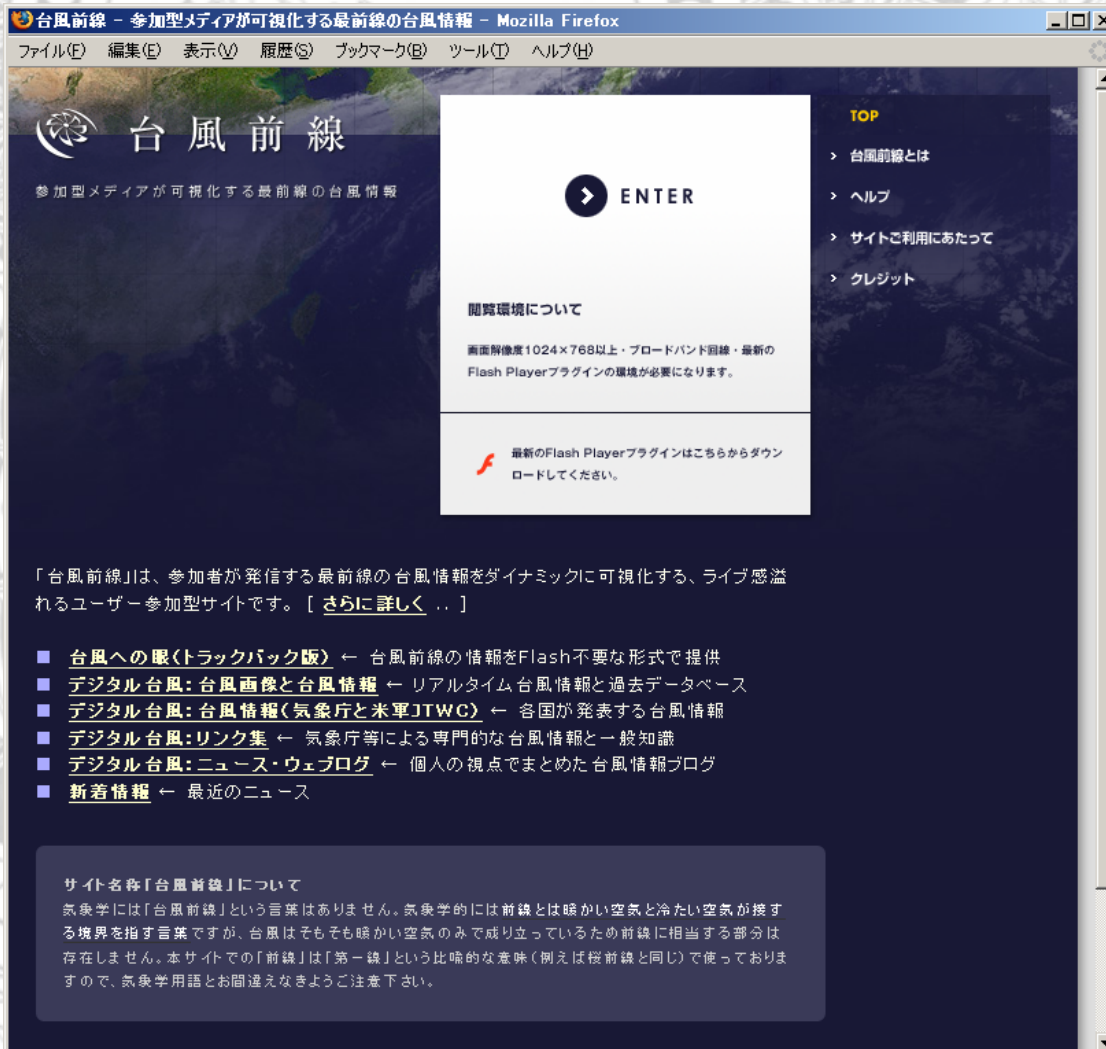 台風前線 - 参加型メディアが可視化する最前線の台風情報 - Mozilla Firefox
ファイル(F) 編集(E) 表示(V) 履歴(S) ブックマーク(B) ツール(T) ヘルプ(H)
台風前線
参加型メディアが可視化する最前線の台風情報
ENTER
閲覧環境について
画面解像度1024×768以上・ブロードバンド回線・最新の
Flash Playerプラグインの環境が必要になります。
最新のFlash Playerプラグインはこちらからダウン
ロードしてください。
TOP
> 台風前線とは
> ヘルプ
> サイトご利用にあたって
> クレジット
「台風前線」は、参加者が発信する最前線の台風情報をダイナミックに可視化する、ライブ感溢
れるユーザー参加型サイトです。 [ さらに詳しく .. ]
■ 台風への眼(トラックバック版) ← 台風前線の情報をFlash不要な形式で提供
■ デジタル台風:台風画像と台風情報 ← リアルタイム台風情報と過去データベース
■ デジタル台風:台風情報(気象庁と米軍JTWC) ← 各国が発表する台風情報
■ デジタル台風:リンク集 ← 気象庁等による専門的な台風情報と一般知識
■ デジタル台風:ニュース・ウェブログ ← 個人の視点でまとめた台風情報ブログ
■ 新着情報 ← 最近のニュース
サイト名称「台風前線」について
気象学には「台風前線」という言葉はありません。気象学的には前線とは暖かい空気と冷たい空気が接す
る境界を指す言葉ですが、台風はそもそも暖かい空気のみで成り立っているため前線に相当する部分は
存在しません。本サイトでの「前線」は「第一線」という比喩的な意味(例えば桜前線と同じ)で使っておりま
すので、気象学用語とお間違えなきようご注意下さい。